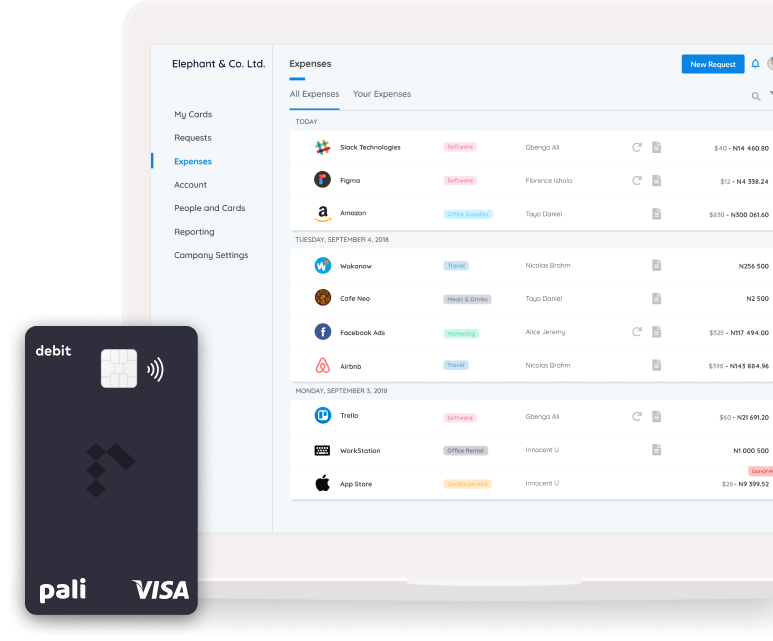 Elephant & Co. Ltd.
Expenses
New Request
All Expenses Your Expenses
My Cards
Requests
Expenses
Account
People and Cards
Reporting
Company Settings
TODAY
Slack Technologies Software Gbenga Ali $40 - N14 460.80
Figma Software Florence Ishola $12 - N4 338.24
a Amazon Office Supplies Tayo Daniel $830 - N300 061.60
TUESDAY, SEPTEMBER 4, 2018
W Wakanow Travel Nicolas Brahm N256 500
Cafe Neo Meals & Drinks Tayo Daniel N2 500
f Facebook Ads Marketing Alice Jeremy $325 - N117 494.00
Airbnb Travel Nicolas Brahm $398 - N143 884.96
MONDAY, SEPTEMBER 3, 2018
Trello Software Gbenga Ali $60 - N21 691.20
WorkStation Office Rental Innocent U N1 000 500
App Store Uncategorised Innocent U $26 - N9 399.52
debit
pali VISA